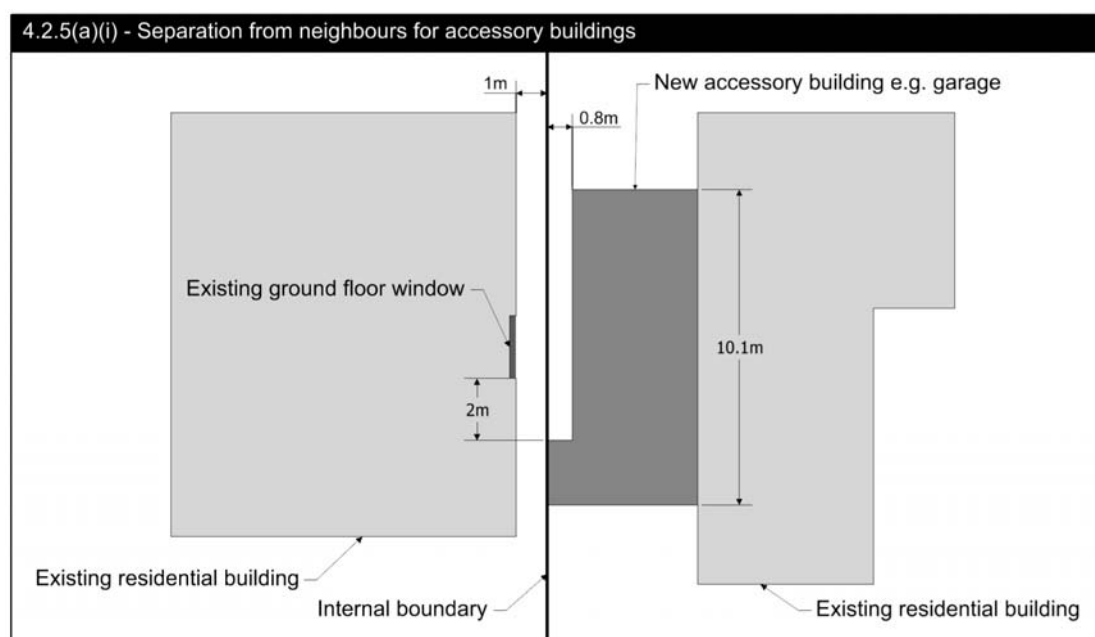 4.2.5(a)(i) - Separation from neighbours for accessory buildings
1m
New accessory building e.g. garage
0.8m
Existing ground floor window
10.1m
2m
Existing residential building
Internal boundary
Existing residential building